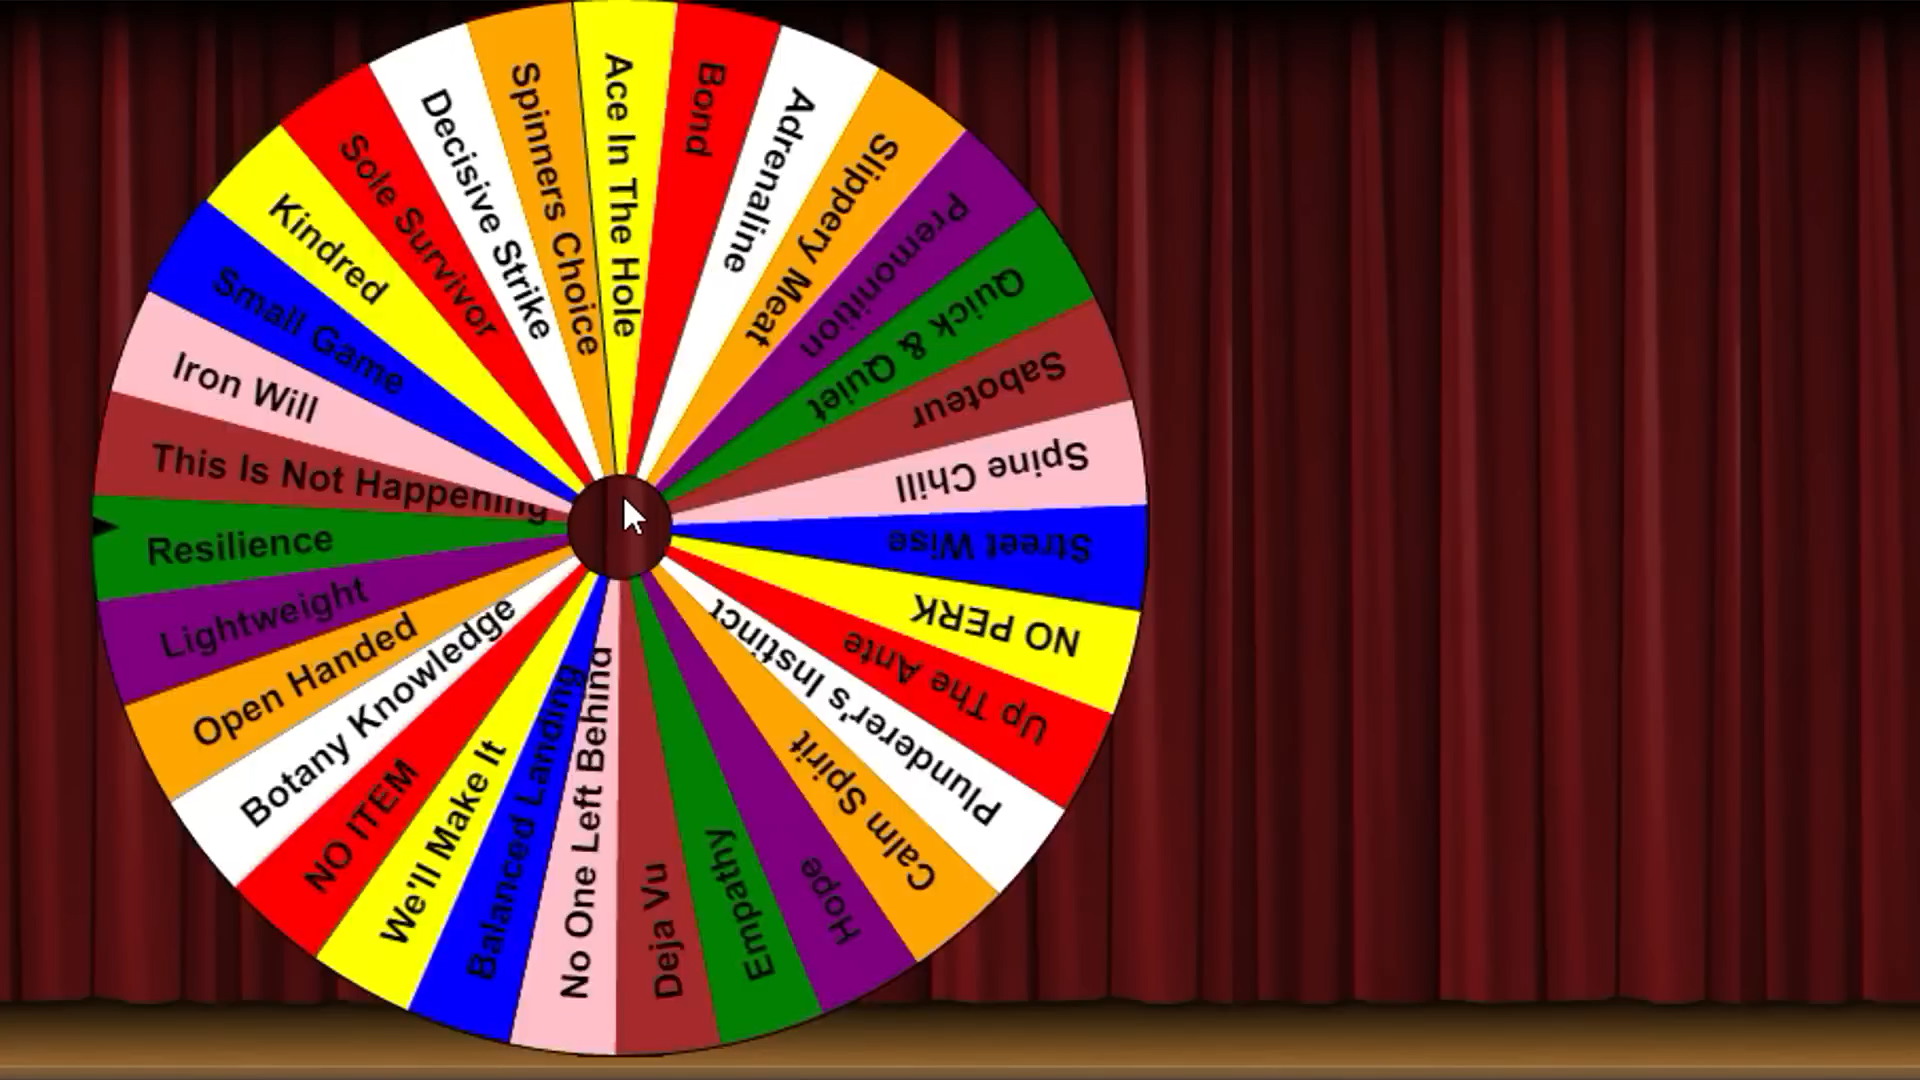 Ace In The Hole
Bond
Adrenaline
Slippery Meat
Premonition
Quick & Quiet
Saboteur
Spine Chill
Street Wise
NO PERK
Up The Ante
Plunderer's Instinct
Calm Spirit
Hope
Empathy
Deja Vu
No One Left Behind
Balanced Landing
We'll Make It
NO ITEM
Botany Knowledge
Open Handed
Lightweight
Resilience
This Is Not Happening
Iron Will
Small Game
Kindred
Sole Survivor
Decisive Strike
Spinners Choice